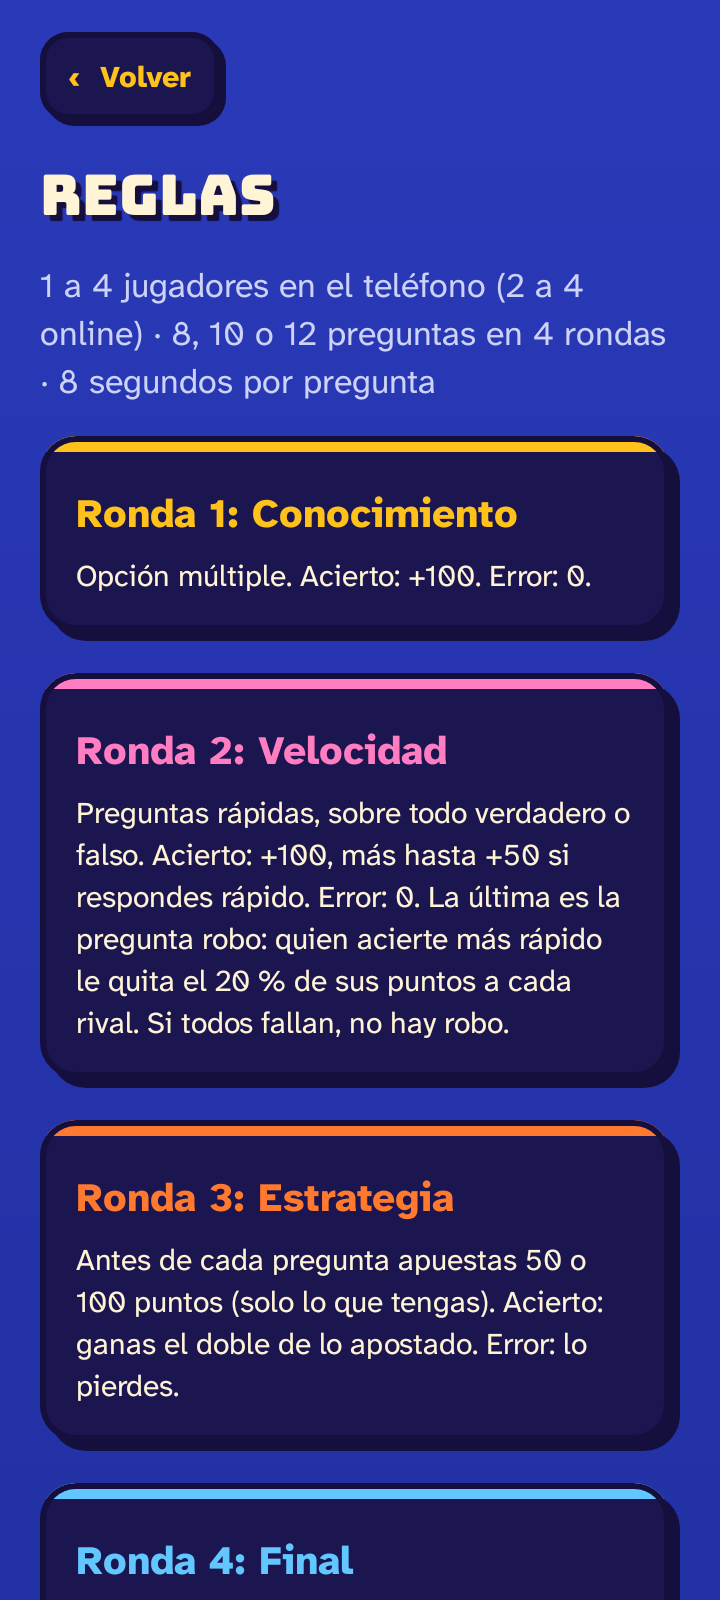 ‹ Volver
REGLAS
1 a 4 jugadores en el teléfono (2 a 4
online) · 8, 10 o 12 preguntas en 4 rondas
· 8 segundos por pregunta
Ronda 1: Conocimiento
Opción múltiple. Acierto: +100. Error: 0.
Ronda 2: Velocidad
Preguntas rápidas, sobre todo verdadero o
falso. Acierto: +100, más hasta +50 si
respondes rápido. Error: 0. La última es la
pregunta robo: quien acierte más rápido
le quita el 20 % de sus puntos a cada
rival. Si todos fallan, no hay robo.
Ronda 3: Estrategia
Antes de cada pregunta apuestas 50 o
100 puntos (solo lo que tengas). Acierto:
ganas el doble de lo apostado. Error: lo
pierdes.
Ronda 4: Final